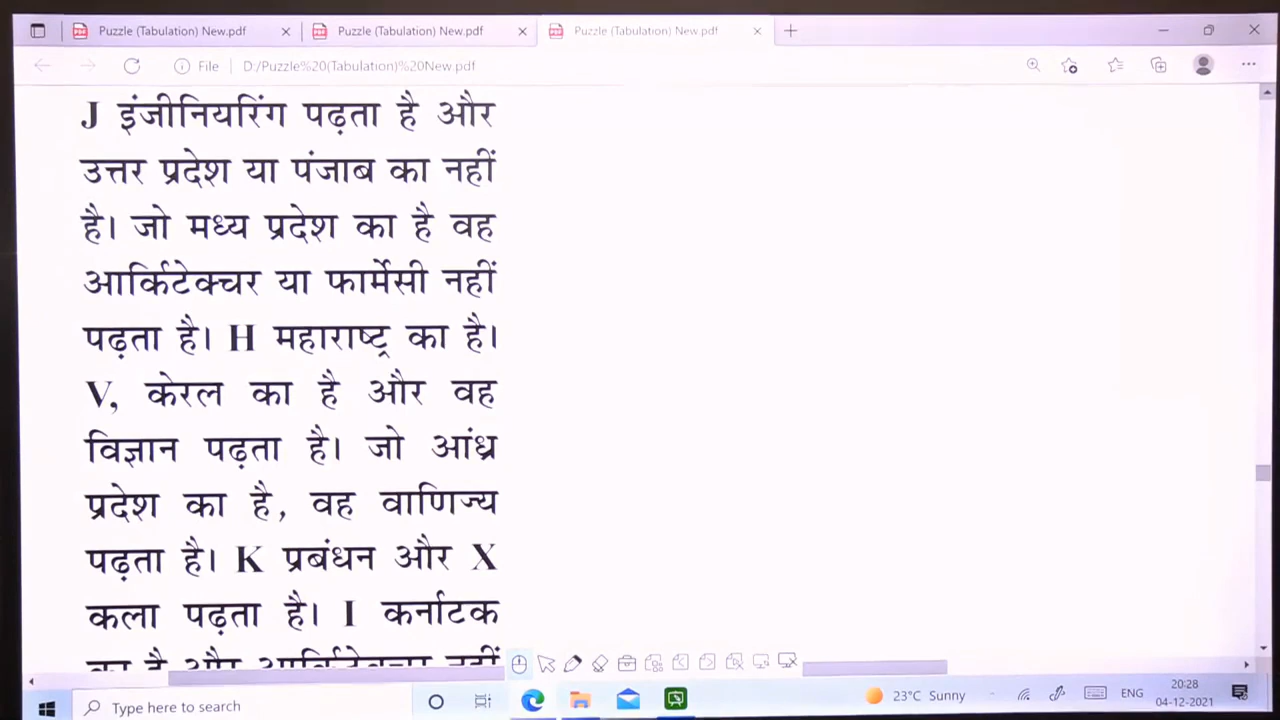 Puzzle (Tabulation) New.pdf
Puzzle (Tabulation) New.pdf
Puzzle (Tabulation) New.pdf
File
D:/Puzzle%20(Tabulation)%20New.pdf
J इंजीनियरिंग पढ़ता है और
उत्तर प्रदेश या पंजाब का नहीं
है। जो मध्य प्रदेश का है वह
आर्किटेक्चर या फार्मेसी नहीं
पढ़ता है। H महाराष्ट्र का है।
V, केरल का है और वह
विज्ञान पढ़ता है। जो आंध्र
प्रदेश का है, वह वाणिज्य
पढ़ता है। K प्रबंधन और X
कला पढ़ता है। I कर्नाटक
Type here to search
23°C Sunny
ENG
20:28
04-12-2021